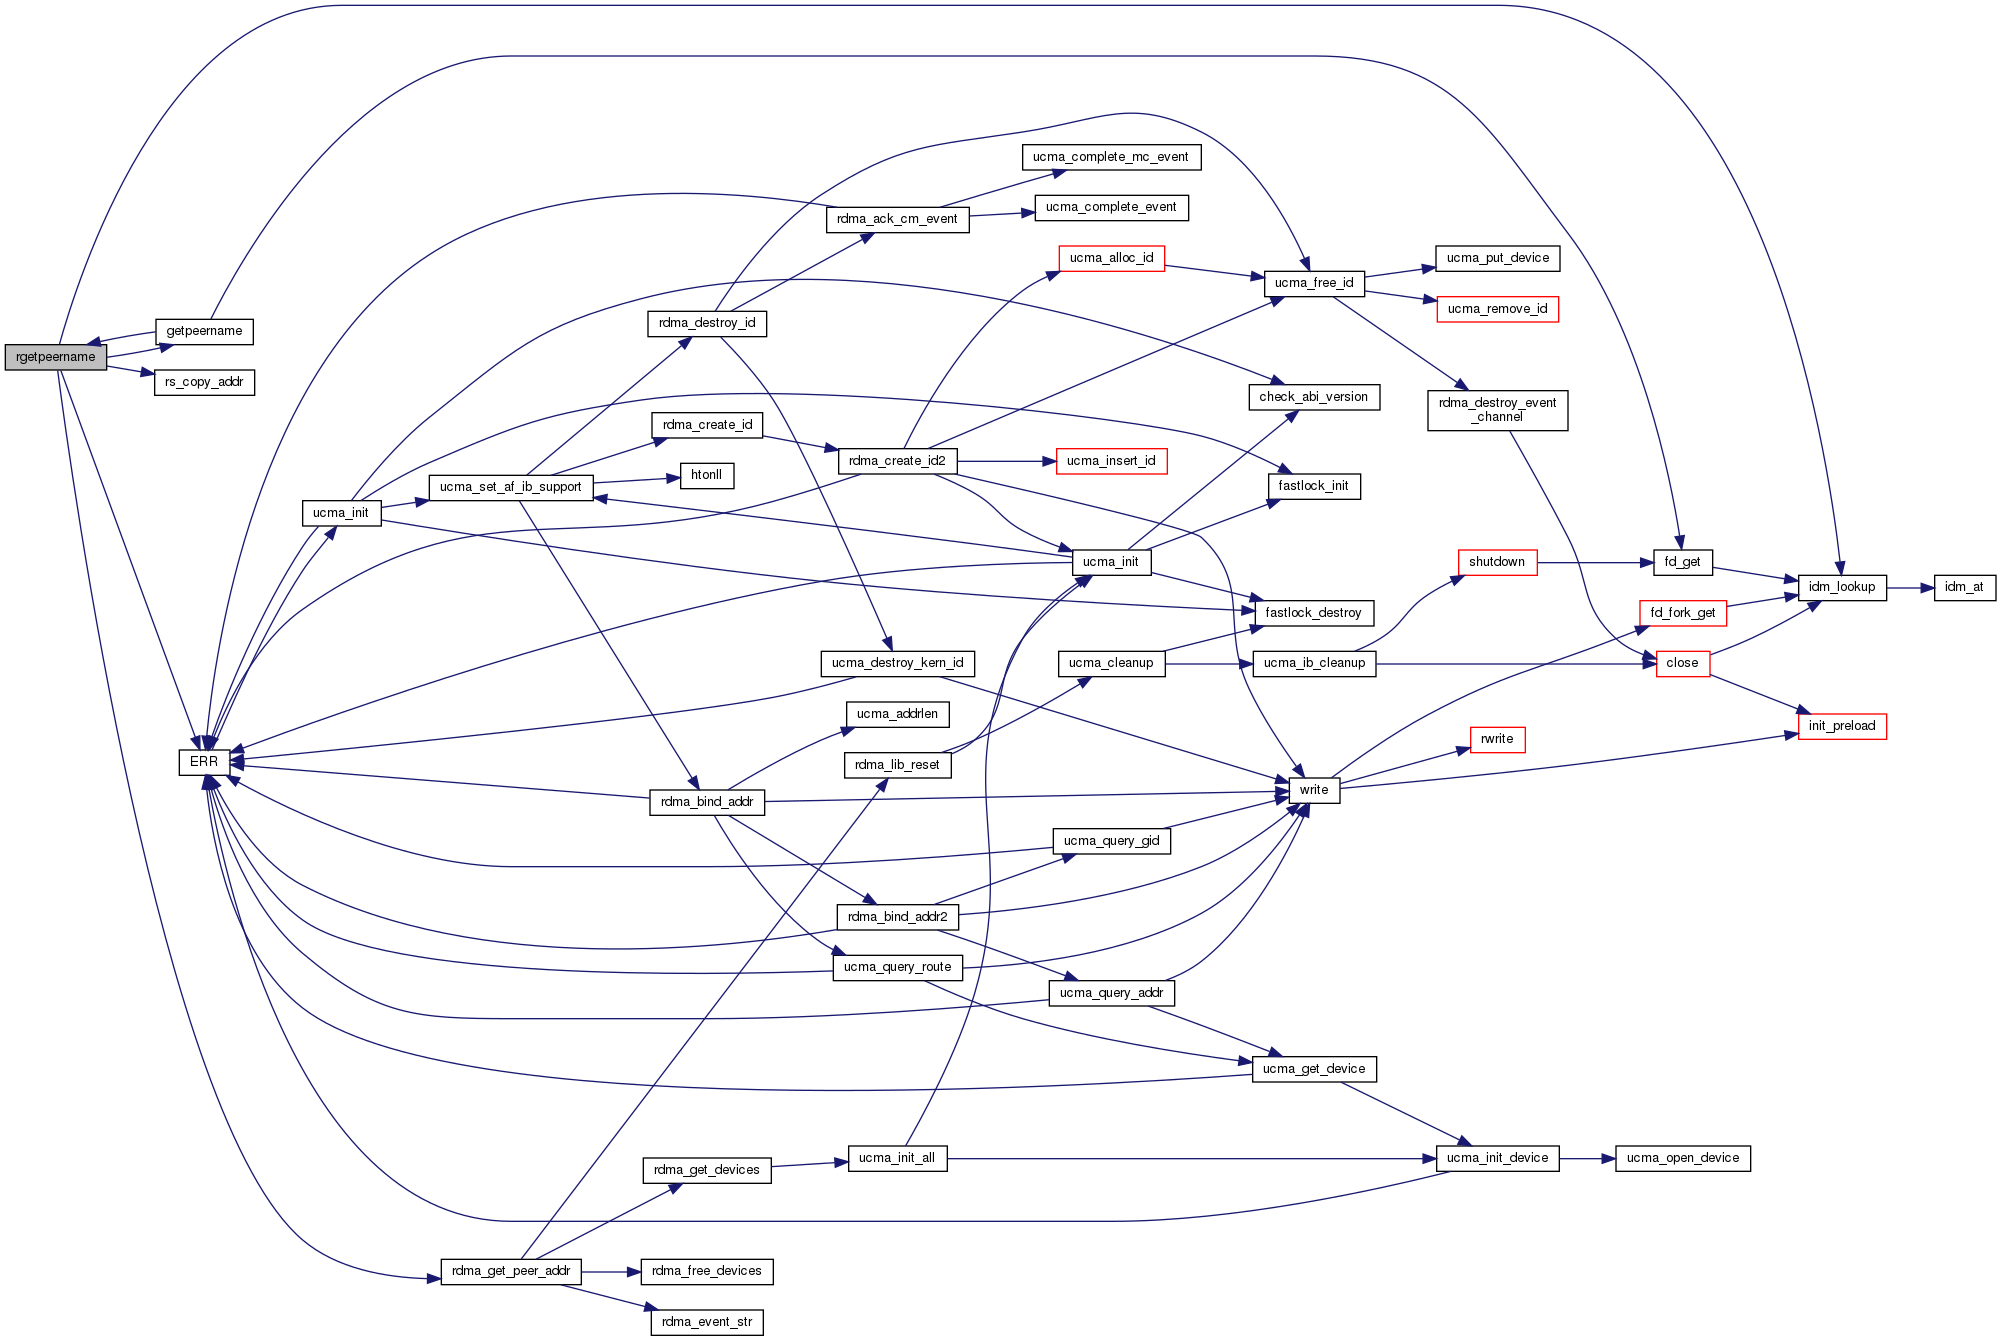 ucma_complete_mc_event
ucma_complete_event
rdma_ack_cm_event
ucma_alloc_id
ucma_put_device
ucma_free_id
ucma_remove_id
rdma_destroy_id
getpeername
rgetpeername
rs_copy_addr
check_abi_version
rdma_destroy_event
_channel
rdma_create_id
rdma_create_id2
ucma_insert_id
htonll
ucma_set_af_ib_support
fastlock_init
ucma_init
ucma_init
shutdown
fd_get
idm_lookup
idm_at
fastlock_destroy
fd_fork_get
ucma_destroy_kern_id
ucma_cleanup
ucma_ib_cleanup
close
ucma_addrlen
init_preload
rwrite
ERR
rdma_lib_reset
write
rdma_bind_addr
ucma_query_gid
rdma_bind_addr2
ucma_query_route
ucma_query_addr
ucma_get_device
ucma_init_all
ucma_init_device
ucma_open_device
rdma_get_devices
rdma_get_peer_addr
rdma_free_devices
rdma_event_str